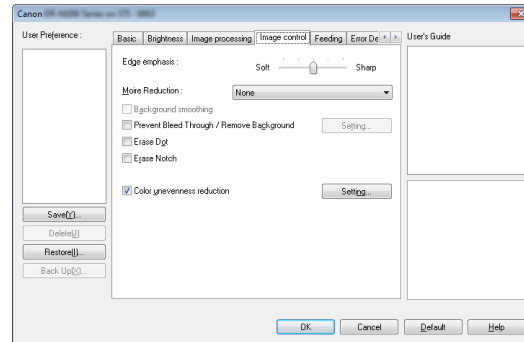 Canon
User Preference :
Basic Brightness Image processing Image control Feeding Error De
User's Guide
Edge emphasis :
Soft Sharp
Moire Reduction :
None
Background smoothing
Prevent Bleed Through / Remove Background
Setting...
Erase Dot
Erase Notch
Color unevenness reduction
Setting...
Save(Y)...
Delete(J)
Restore(I)...
Back Up(X)...
OK Cancel Default Help